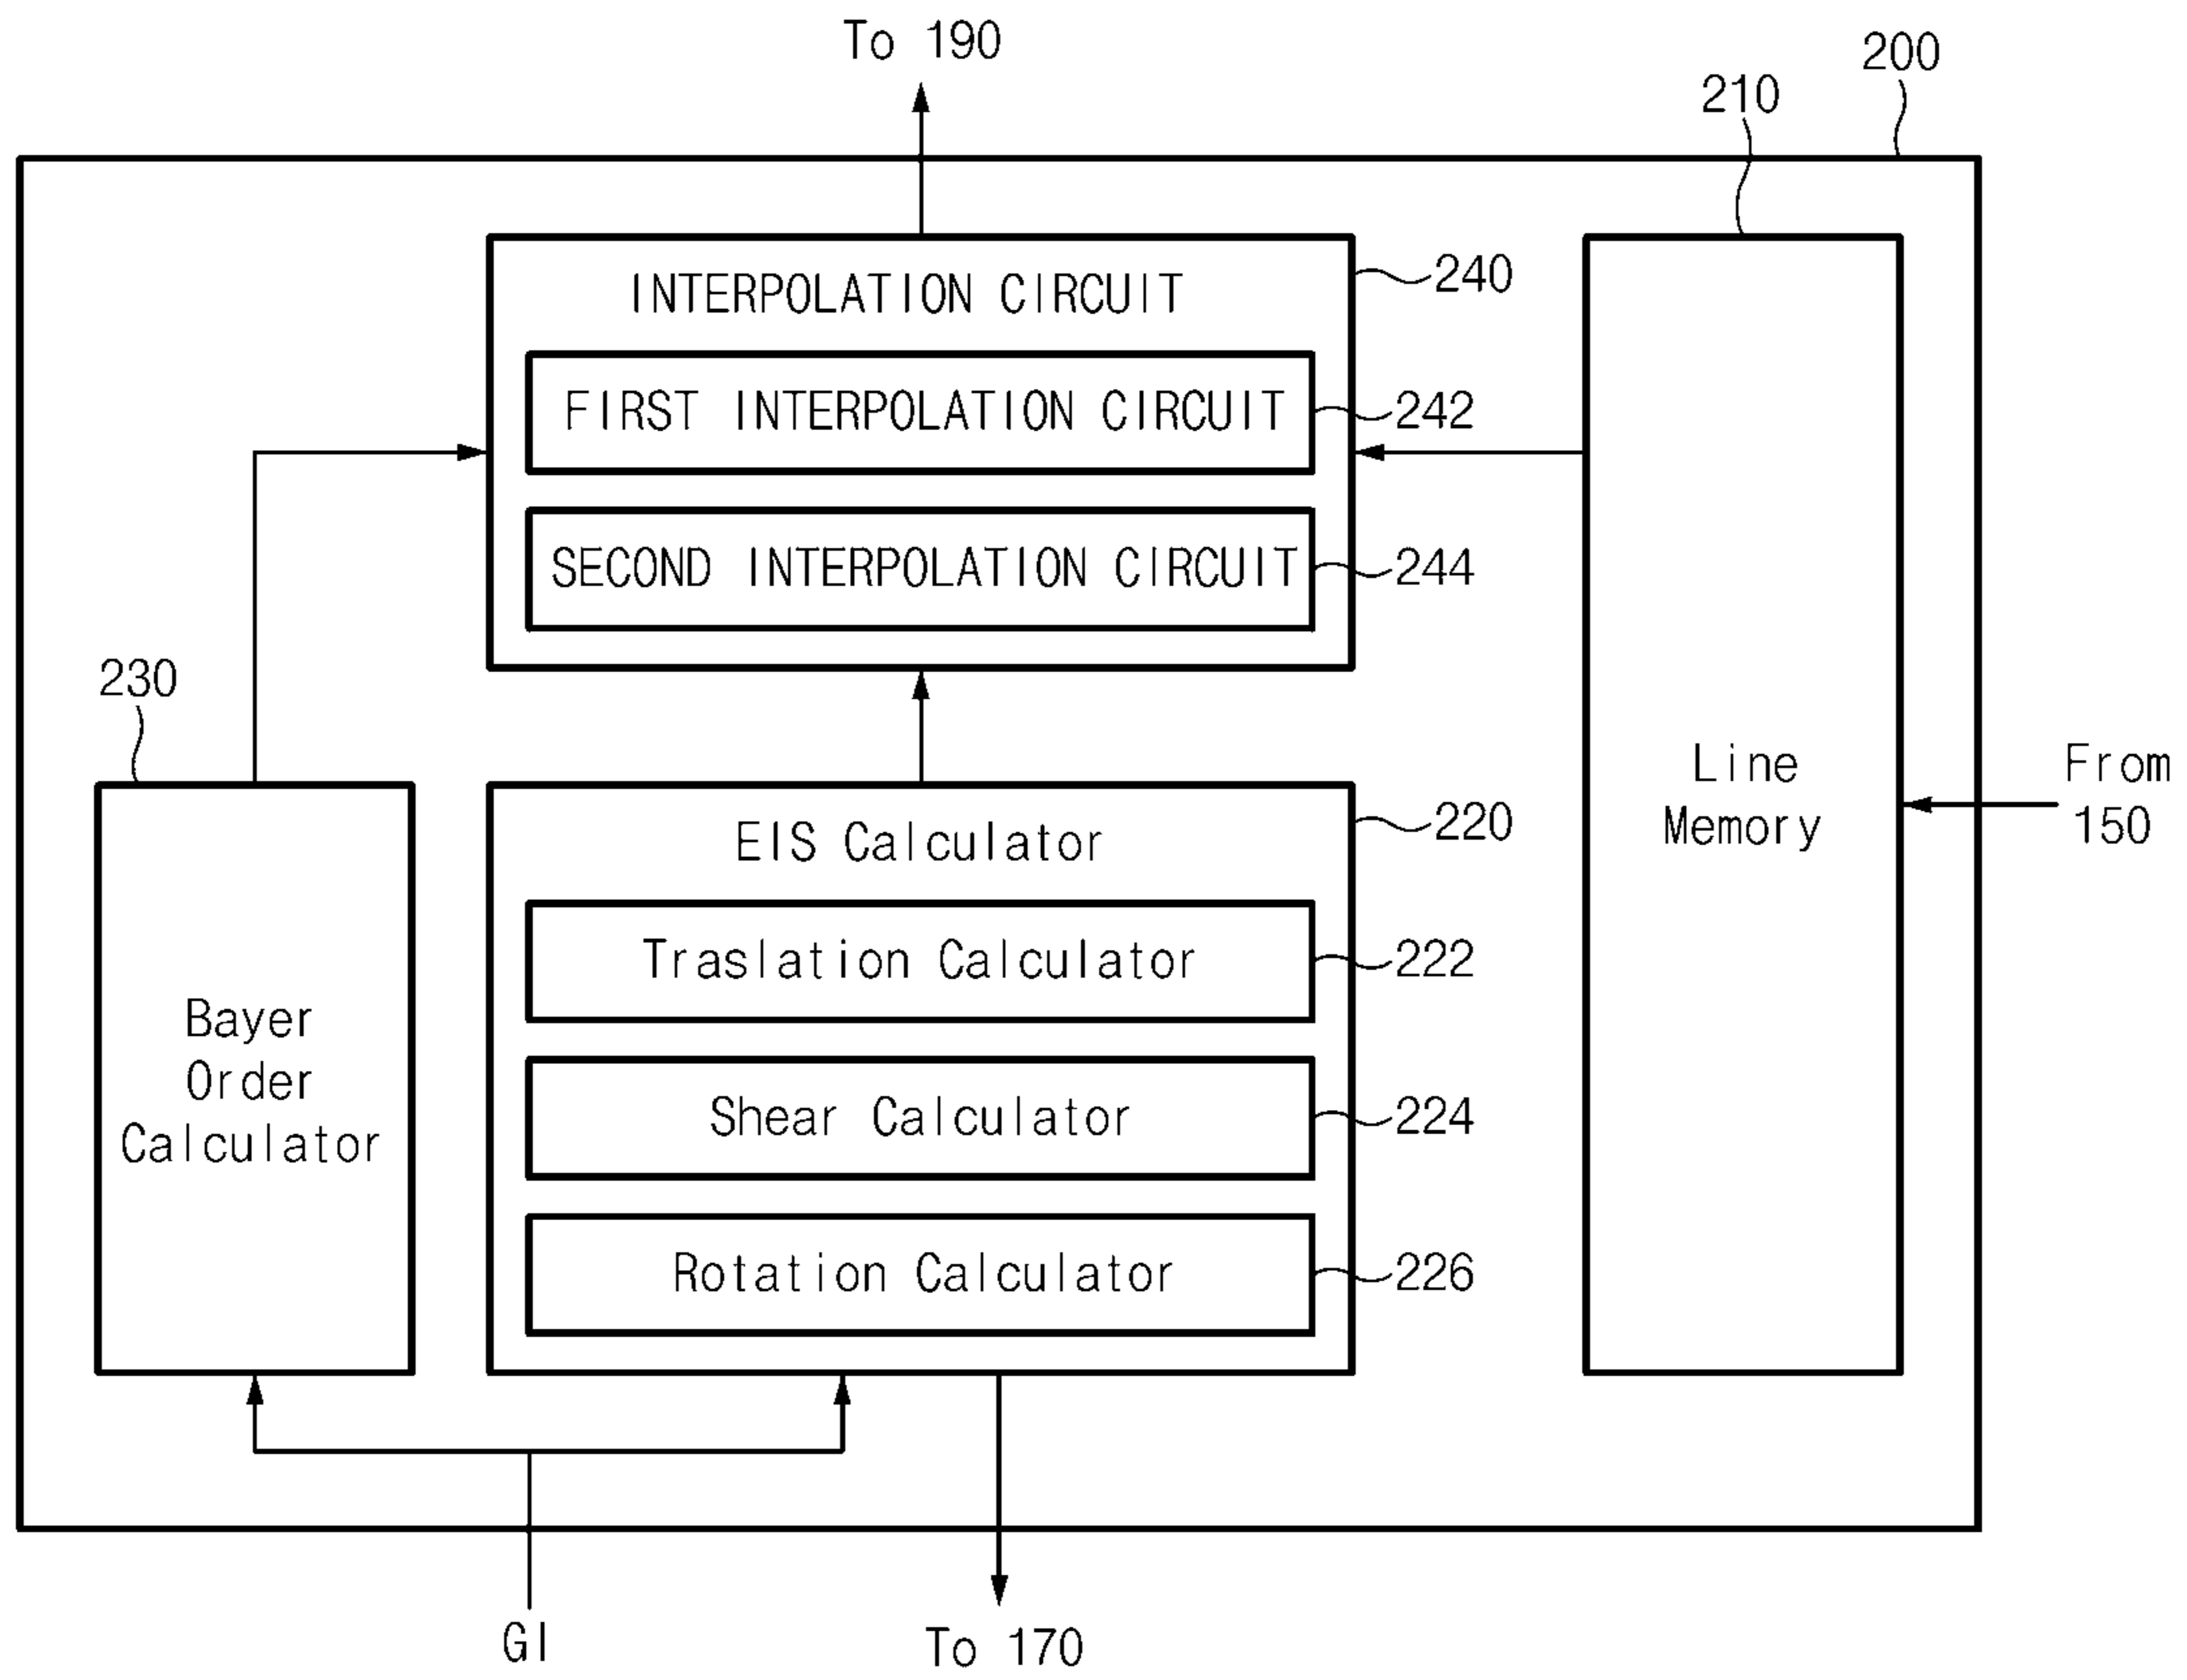 To 190
200
210
INTERPOLATION CIRCUIT
240
FIRST INTERPOLATION CIRCUIT
242
SECOND INTERPOLATION CIRCUIT
244
230
Line
Memory
From
150
EIS Calculator
220
Traslation Calculator
222
Bayer
Order
Calculator
Shear Calculator
224
Rotation Calculator
226
GI
To 170